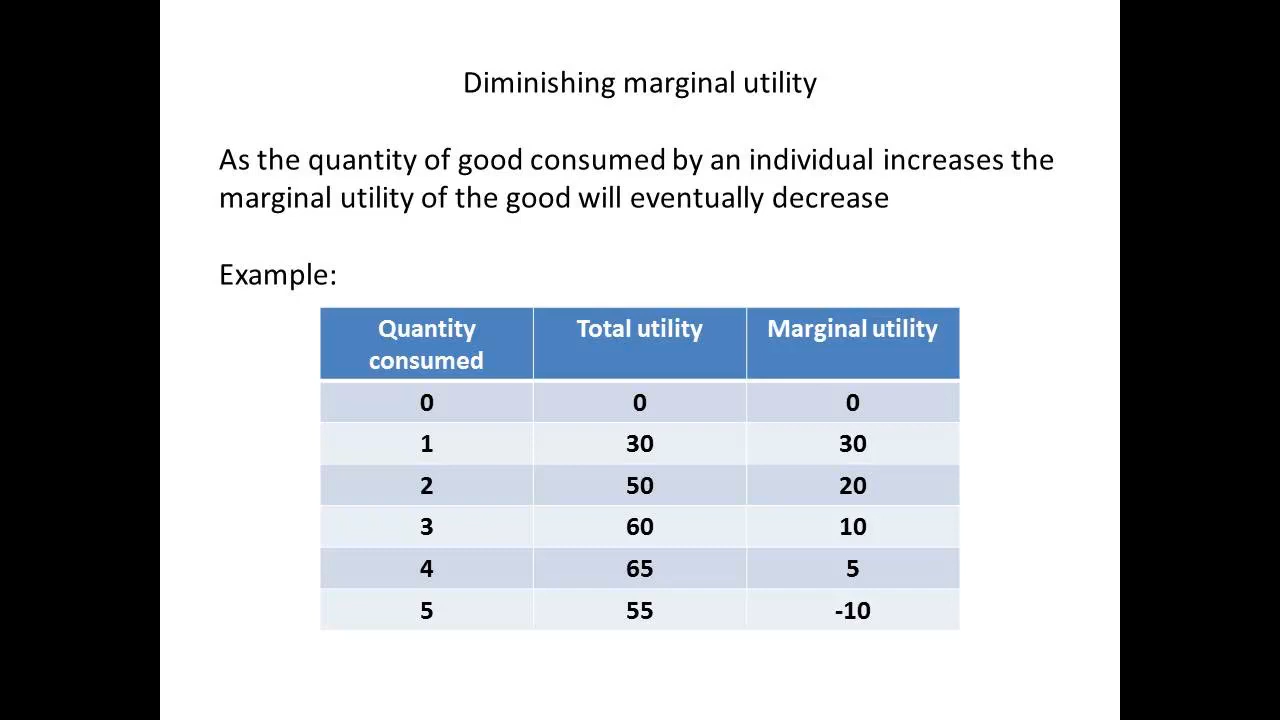 Diminishing marginal utility
As the quantity of good consumed by an individual increases the
marginal utility of the good will eventually decrease
Example:
Quantity consumed Total utility Marginal utility
0 0 0
1 30 30
2 50 20
3 60 10
4 65 5
5 55 -10